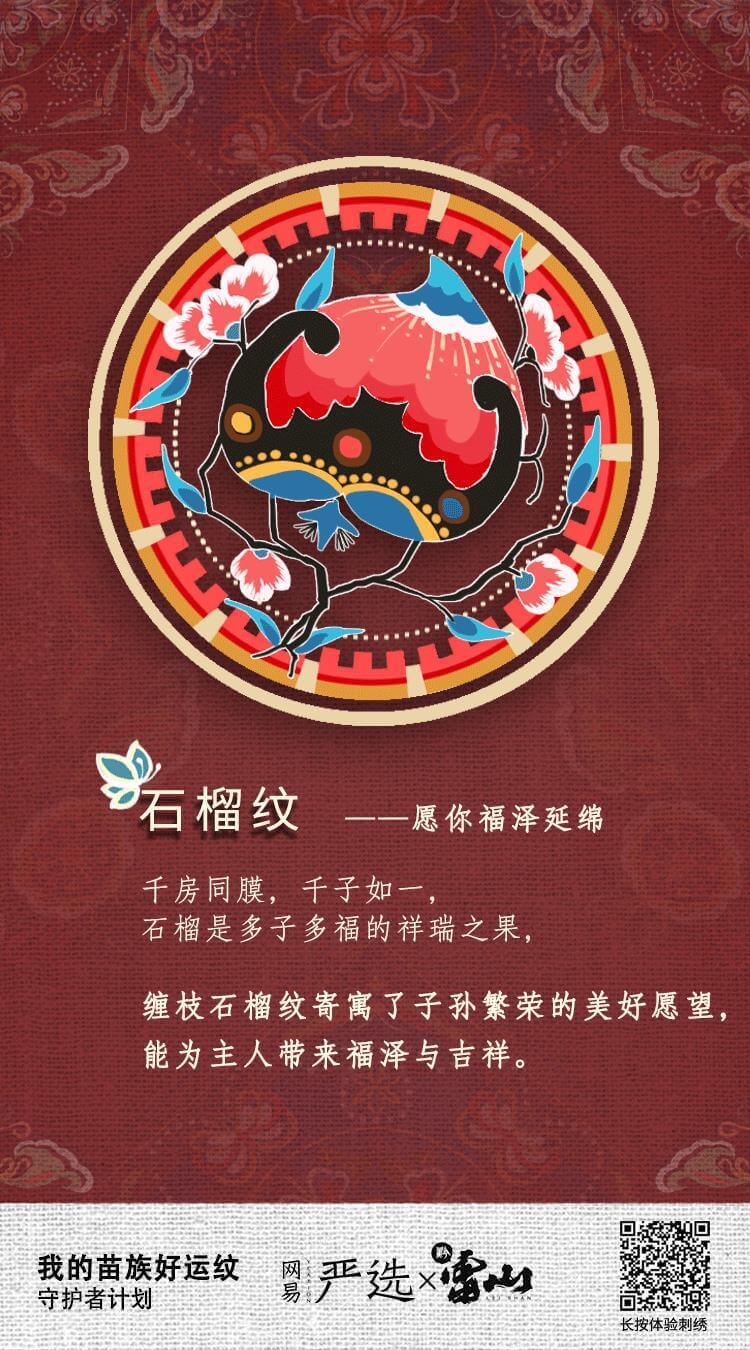 石榴纹 ——愿你福泽延绵
千房同膜，千子如一，
石榴是多子多福的祥瑞之果，
缠枝石榴纹寄寓了子孙繁荣的美好愿望，
能为主人带来福泽与吉祥。
我的苗族好运纹
守护者计划
网易 严选 × 黔 雷山
LEI SHAN
长按体验刺绣